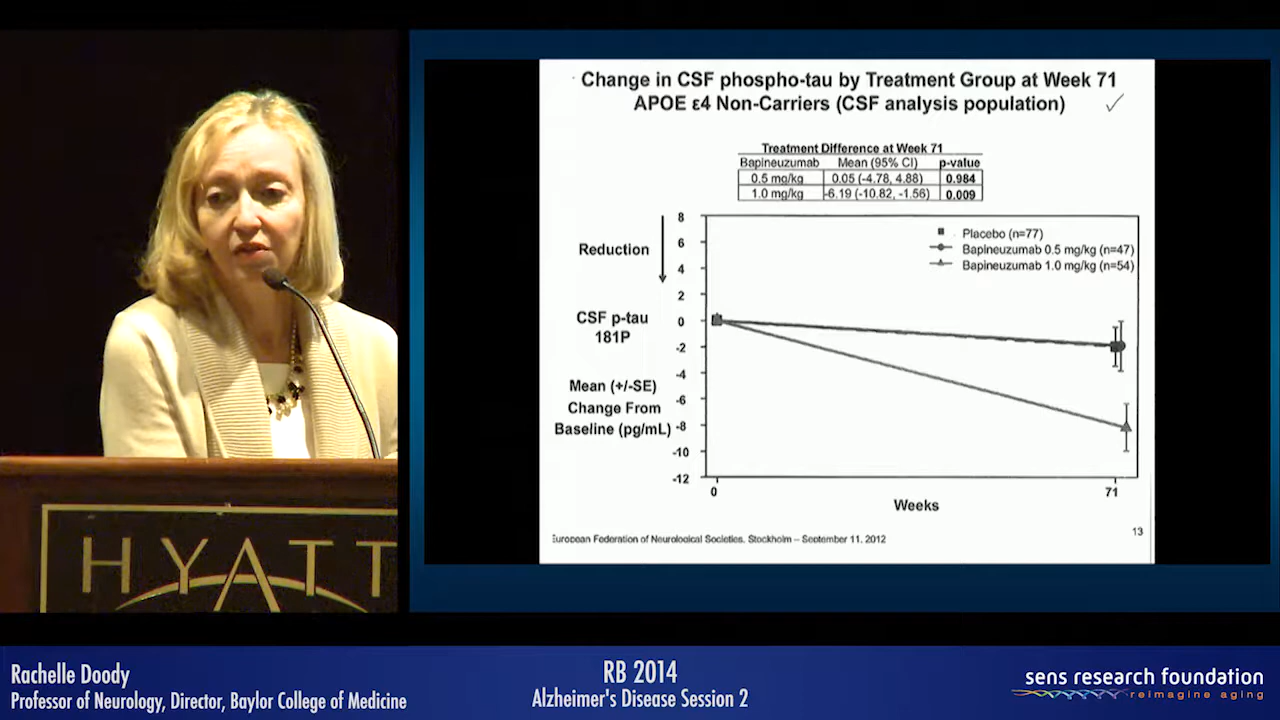 Change in CSF phospho-tau by Treatment Group at Week 71
APOE ε4 Non-Carriers (CSF analysis population)
Treatment Difference at Week 71
Bapineuzumab Mean (95% CI) p-value
0.5 mg/kg 0.05 (-4.78, 4.88) 0.984
1.0 mg/kg -6.19 (-10.82, -1.56) 0.009
Reduction
CSF p-tau
181P
Mean (+/-SE)
Change From
Baseline (pg/mL)
8
6
4
2
0
-2
-4
-6
-8
-10
-12
Placebo (n=77)
Bapineuzumab 0.5 mg/kg (n=47)
Bapineuzumab 1.0 mg/kg (n=54)
0 71
Weeks
13
European Federation of Neurological Societies. Stockholm – September 11, 2012
HYATT
Rachelle Doody
Professor of Neurology, Director, Baylor College of Medicine
RB 2014
Alzheimer's Disease Session 2
sens research foundation
reimagine aging